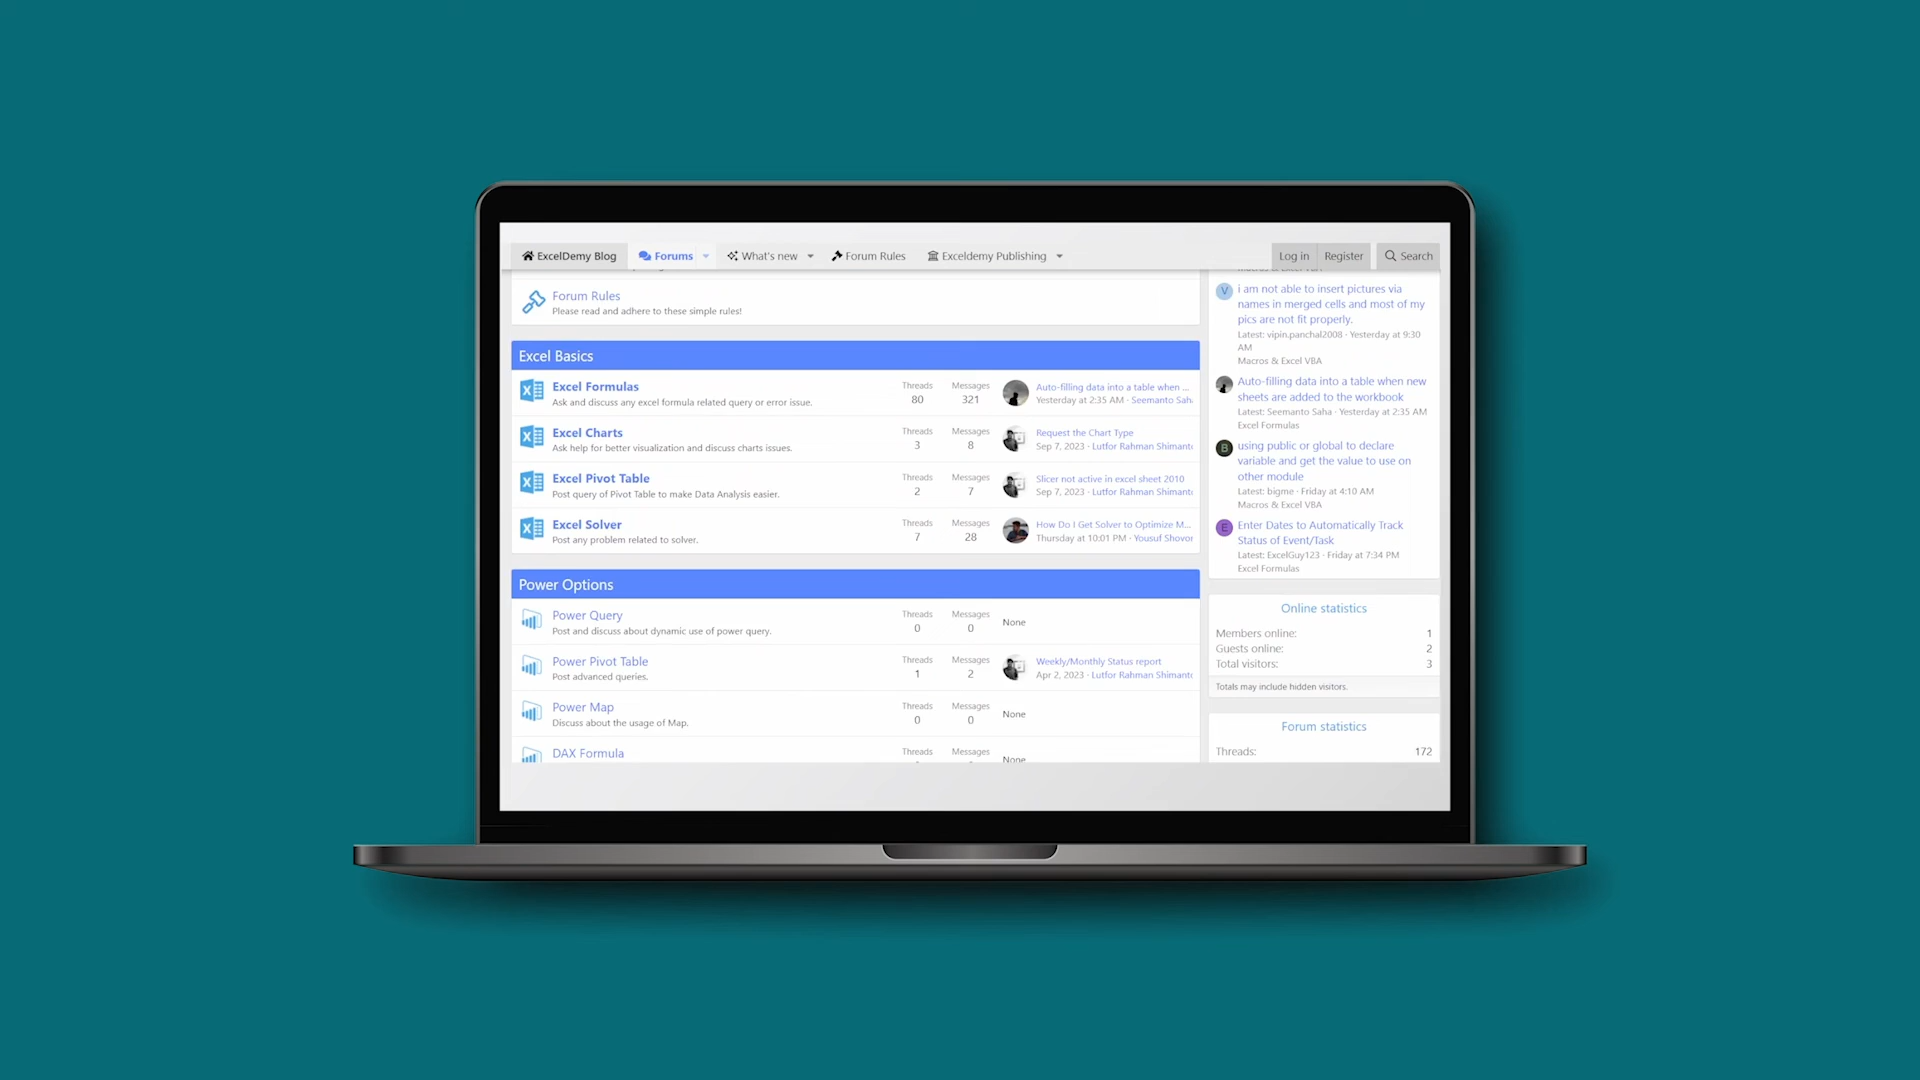 ExcelDemy Blog Forums What's new Forum Rules Exceldemy Publishing Log in Register Search
Forum Rules
Please read and adhere to these simple rules!
Excel Basics
Excel Formulas
Ask and discuss any excel formula related query or error issue.
Threads
80
Messages
321
Auto-filling data into a table when ...
Yesterday at 2:35 AM · Seemanto Sah
Excel Charts
Ask help for better visualization and discuss charts issues.
Threads
3
Messages
8
Request the Chart Type
Sep 7, 2023 · Lutfor Rahman Shimant
Excel Pivot Table
Post query of Pivot Table to make Data Analysis easier.
Threads
2
Messages
7
Slicer not active in excel sheet 2010
Sep 7, 2023 · Lutfor Rahman Shimant
Excel Solver
Post any problem related to solver.
Threads
7
Messages
28
How Do I Get Solver to Optimize M...
Thursday at 10:01 PM · Yousuf Shovor
Power Options
Power Query
Post and discuss about dynamic use of power query.
Threads
0
Messages
0
None
Power Pivot Table
Post advanced queries.
Threads
1
Messages
2
Weekly/Monthly Status report
Apr 2, 2023 · Lutfor Rahman Shimant
Power Map
Discuss about the usage of Map.
Threads
0
Messages
0
None
DAX Formula
Threads
Messages
None
i am not able to insert pictures via
names in merged cells and most of my
pics are not fit properly.
Latest: vipin.panchal2008 · Yesterday at 9:30
AM
Macros & Excel VBA
V
Auto-filling data into a table when new
sheets are added to the workbook
Latest: Seemanto Saha · Yesterday at 2:35 AM
Excel Formulas
B
using public or global to declare
variable and get the value to use on
other module
Latest: bigme · Friday at 4:10 AM
Macros & Excel VBA
E
Enter Dates to Automatically Track
Status of Event/Task
Latest: ExcelGuy123 · Friday at 7:34 PM
Excel Formulas
Online statistics
Members online: 1
Guests online: 2
Total visitors: 3
Totals may include hidden visitors.
Forum statistics
Threads: 172